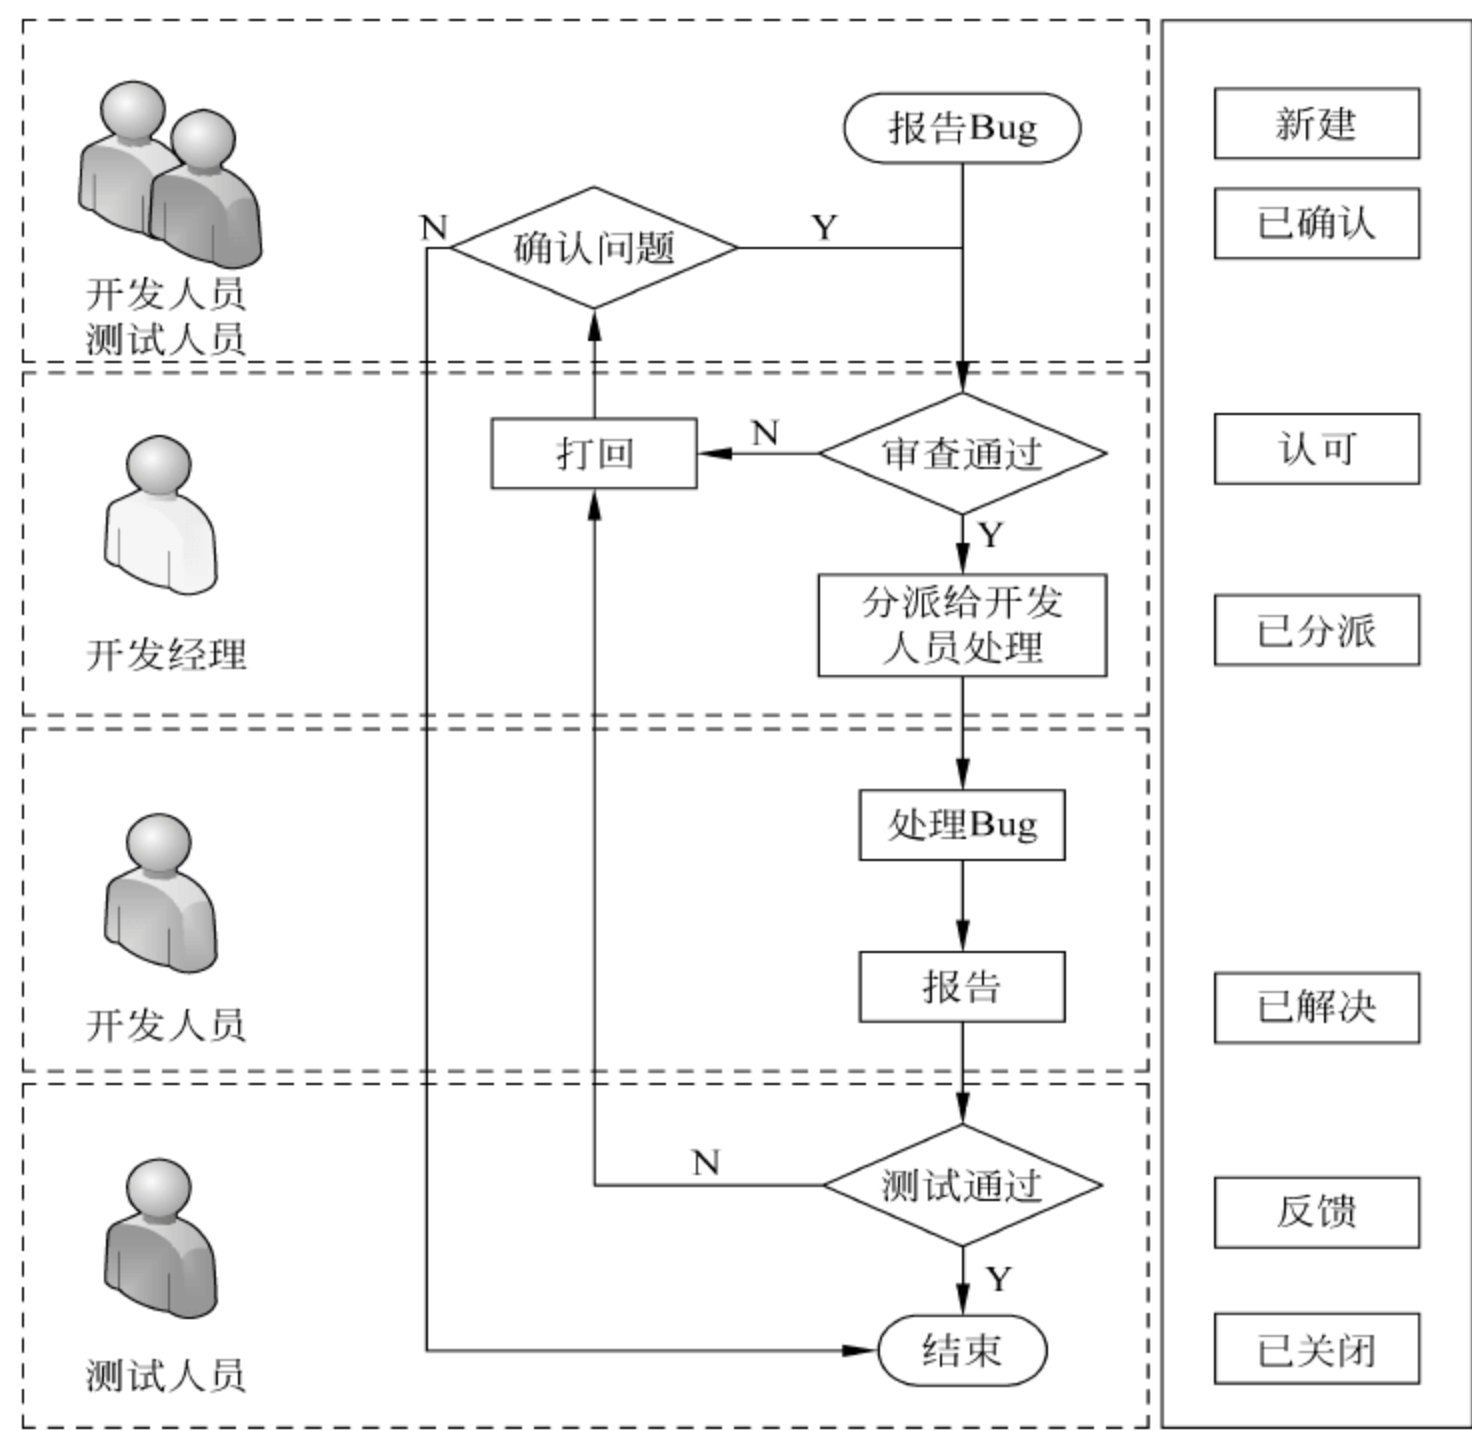 报告Bug
新建
N
确认问题
Y
已确认
开发人员
测试人员
打回
N
审查通过
认可
Y
分派给开发
人员处理
已分派
开发经理
处理Bug
报告
已解决
开发人员
N
测试通过
反馈
Y
结束
已关闭
测试人员